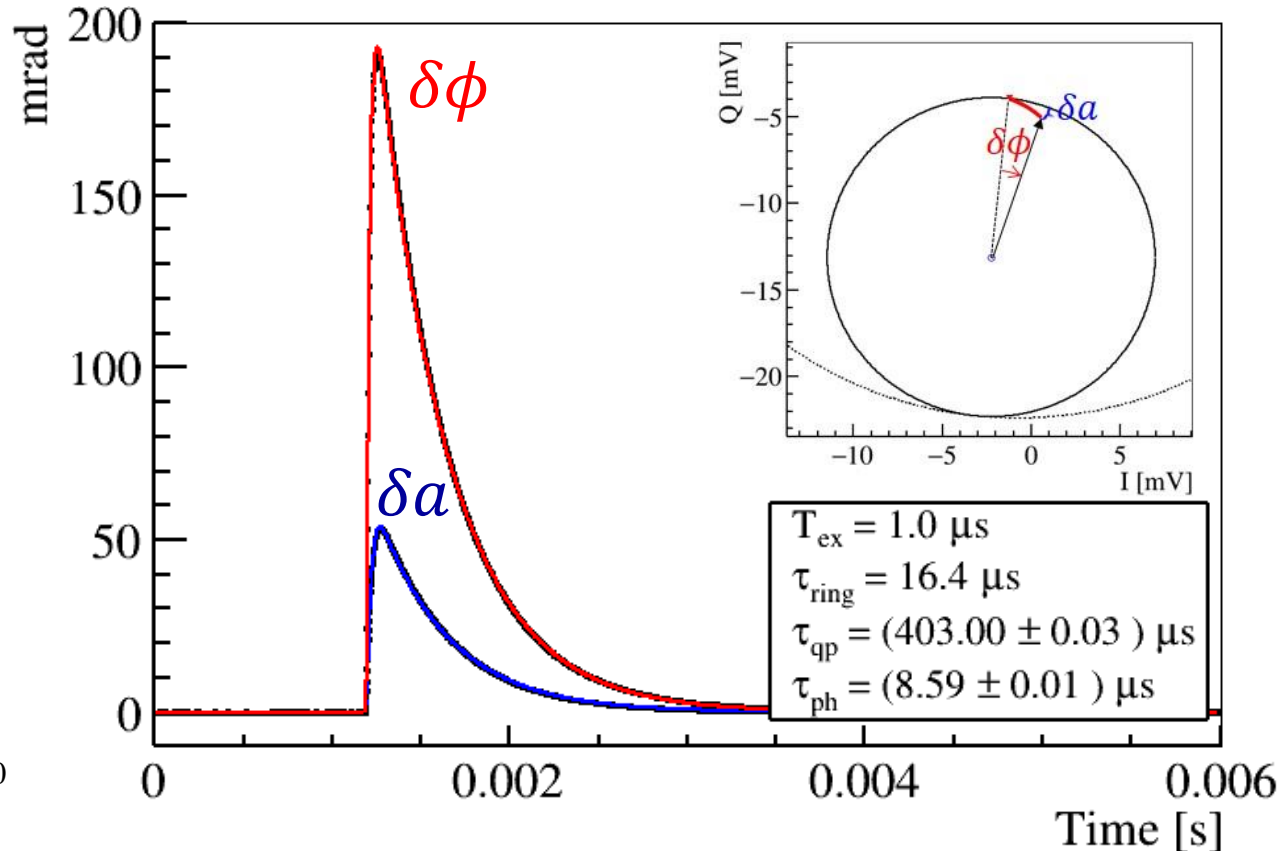 mrad
200
150
100
50
0
δϕ
δa
Q [mV]
−5
−10
−15
−20
δa
δϕ
−10 −5 0 5
I [mV]
T_ex = 1.0 μs
τ_ring = 16.4 μs
τ_qp = (403.00 ± 0.03 ) μs
τ_ph = (8.59 ± 0.01 ) μs
0
0 0.002 0.004 0.006
Time [s]